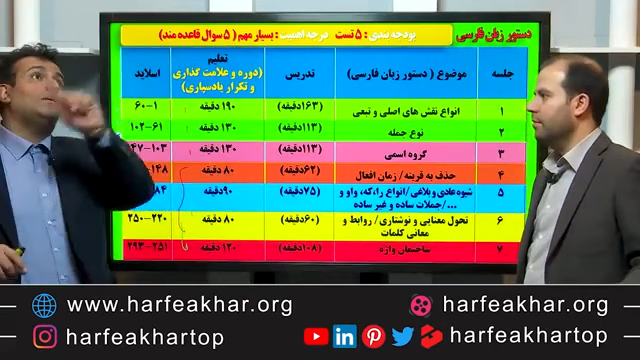 دستور زبان فارسی
بودجه بندی : ۵ تست درجه اهمیت : بسیار مهم ( ۵ سوال قاعده مند )
جلسه موضوع ( دستور زبان فارسی ) تدریس تعلیم (دوره و علامت گذاری و تکرار یادسپاری) اسلاید
۱ انواع نقش های اصلی و تبعی (۱۶۳دقیقه) ۱۹۰ دقیقه ۱-۶۰
۲ نوع جمله (۱۱۳دقیقه) ۱۳۰ دقیقه ۶۱-۱۰۲
۳ گروه اسمی (۱۱۳دقیقه) ۱۳۰ دقیقه
۴ حذف به قرینه / زمان افعال (۶۲دقیقه) ۸۰ دقیقه
۵ شیوه عادی و بلاغی / انواع را، که، واو و ... / جملات ساده و غیر ساده (۷۵دقیقه) ۹۰ دقیقه
۶ تحول معنایی و نوشتاری / روابط و معانی کلمات (۶۰دقیقه) ۸۰ دقیقه ۲۲۰-۲۵۰
۷ ساختمان واژه (۱۰۸دقیقه) ۱۲۰ دقیقه ۲۵۱-۲۹۳
www.harfeakhar.org
harfeakhar.org
harfeakhartop
harfeakhartop